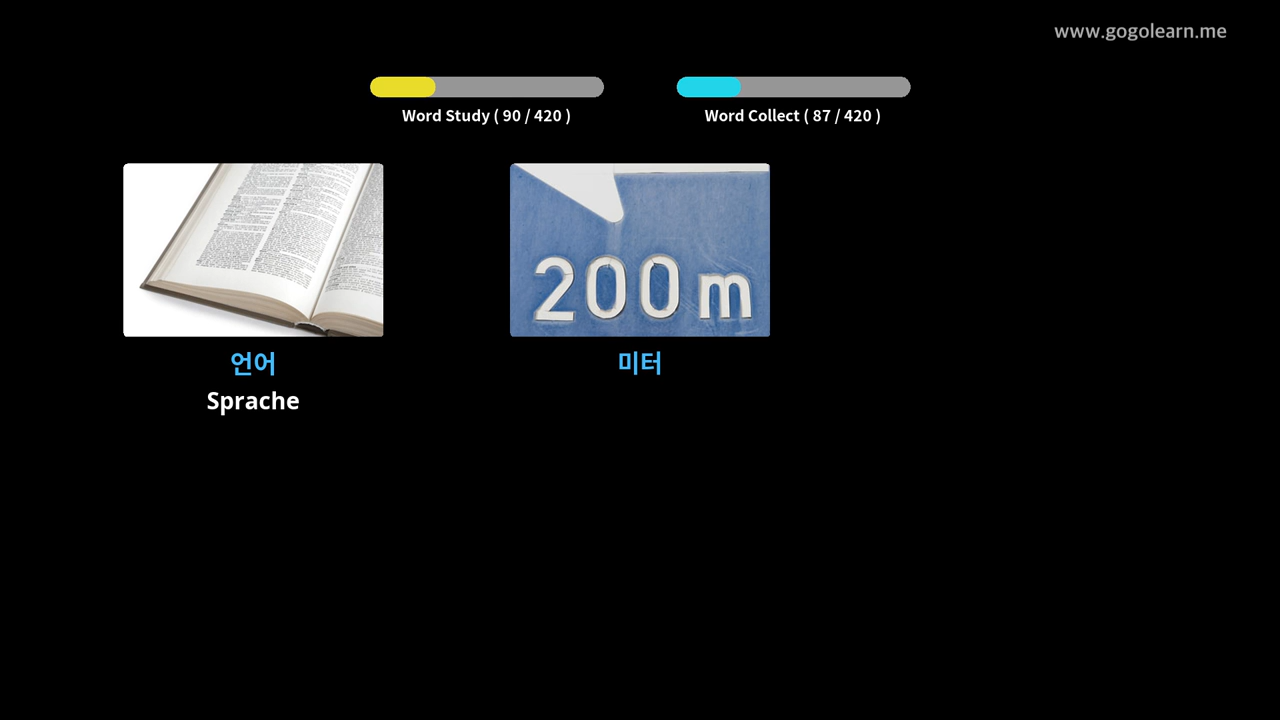 www.gogolearn.me
Word Study ( 90 / 420 )
Word Collect ( 87 / 420 )
200 m
언어
미터
Sprache